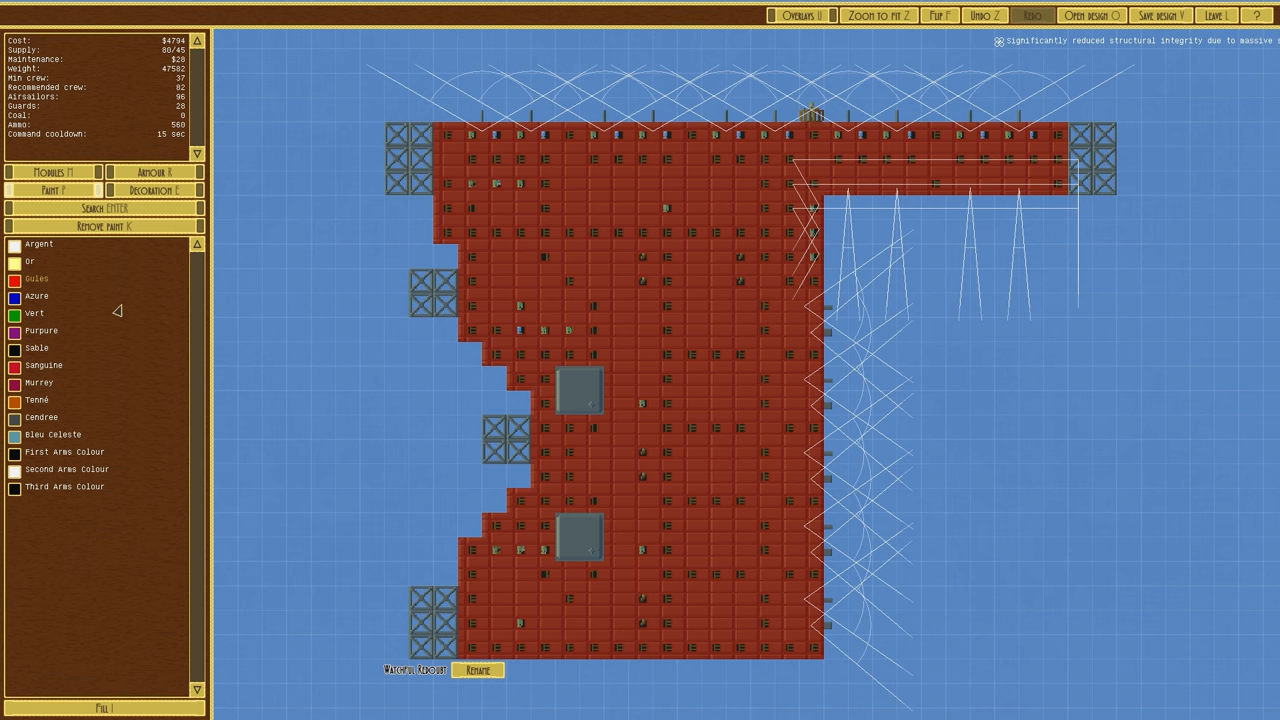 OVERLAYS U
ZOOM TO FIT Z
FLIP F
UNDO Z
REDO
OPEN DESIGN O
SAVE DESIGN V
LEAVE L
?
Significantly reduced structural integrity due to massive s
Cost: $4794
Supply: 80/45
Maintenance: $28
Weight: 47582
Min crew: 37
Recommended crew: 82
Airsailors: 96
Guards: 28
Coal: 0
Ammo: 560
Command cooldown: 15 sec
MODULES M
ARMOUR R
PAINT P
DECORATION E
SEARCH ENTER
REMOVE PAINT K
Argent
Or
Gules
Azure
Vert
Purpure
Sable
Sanguine
Murrey
Tenné
Cendree
Bleu Celeste
First Arms Colour
Second Arms Colour
Third Arms Colour
FILL I
WATCHFUL REDOUBT
RENAME